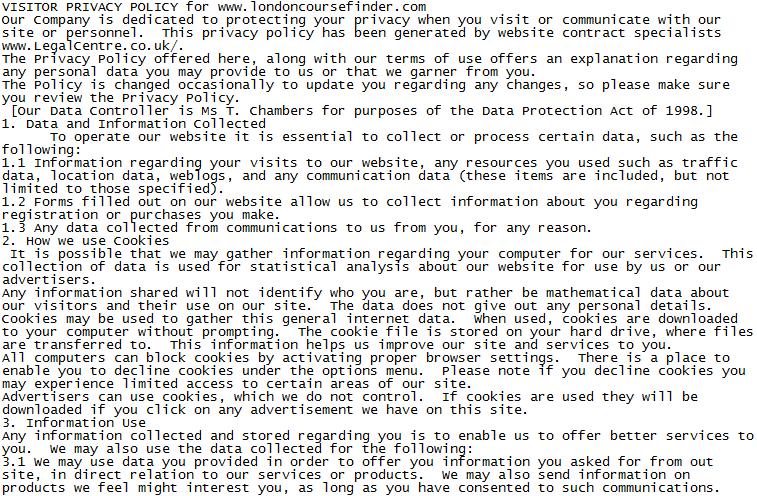 VISITOR PRIVACY POLICY for www.londoncoursefinder.com
Our Company is dedicated to protecting your privacy when you visit or communicate with our
site or personnel.  This privacy policy has been generated by website contract specialists
www.LegalCentre.co.uk/.
The Privacy Policy offered here, along with our terms of use offers an explanation regarding
any personal data you may provide to us or that we garner from you.
The Policy is changed occasionally to update you regarding any changes, so please make sure
you review the Privacy Policy.
[Our Data Controller is Ms T. Chambers for purposes of the Data Protection Act of 1998.]
1. Data and Information Collected
To operate our website it is essential to collect or process certain data, such as the
following:
1.1 Information regarding your visits to our website, any resources you used such as traffic
data, location data, weblogs, and any communication data (these items are included, but not
limited to those specified).
1.2 Forms filled out on our website allow us to collect information about you regarding
registration or purchases you make.
1.3 Any data collected from communications to us from you, for any reason.
2. How we use Cookies
It is possible that we may gather information regarding your computer for our services.  This
collection of data is used for statistical analysis about our website for use by us or our
advertisers.
Any information shared will not identify who you are, but rather be mathematical data about
our visitors and their use on our site.  The data does not give out any personal details.
Cookies may be used to gather this general internet data.  When used, cookies are downloaded
to your computer without prompting.  The cookie file is stored on your hard drive, where files
are transferred to.  This information helps us improve our site and services to you.
All computers can block cookies by activating proper browser settings.  There is a place to
enable you to decline cookies under the options menu.  Please note if you decline cookies you
may experience limited access to certain areas of our site.
Advertisers can use cookies, which we do not control.  If cookies are used they will be
downloaded if you click on any advertisement we have on this site.
3. Information Use
Any information collected and stored regarding you is to enable us to offer better services to
you.  We may also use the data collected for the following:
3.1 We may use data you provided in order to offer you information you asked for from out
site, in direct relation to our services or products.  We may also send information on
products we feel might interest you, as long as you have consented to such communications.